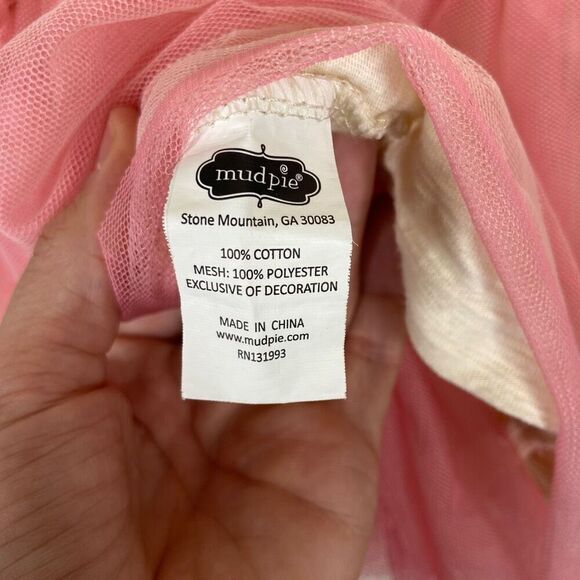 mudpie®
Stone Mountain, GA 30083
100% COTTON
MESH: 100% POLYESTER
EXCLUSIVE OF DECORATION
MADE IN CHINA
www.mudpie.com
RN131993